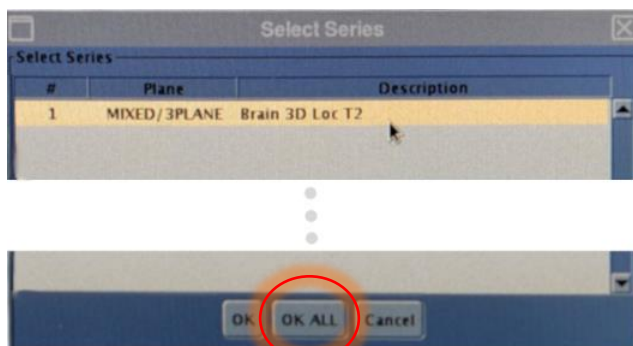 Select Series
Select Series
# Plane Description
1 MIXED/3PLANE Brain 3D Loc T2
OK OK ALL Cancel